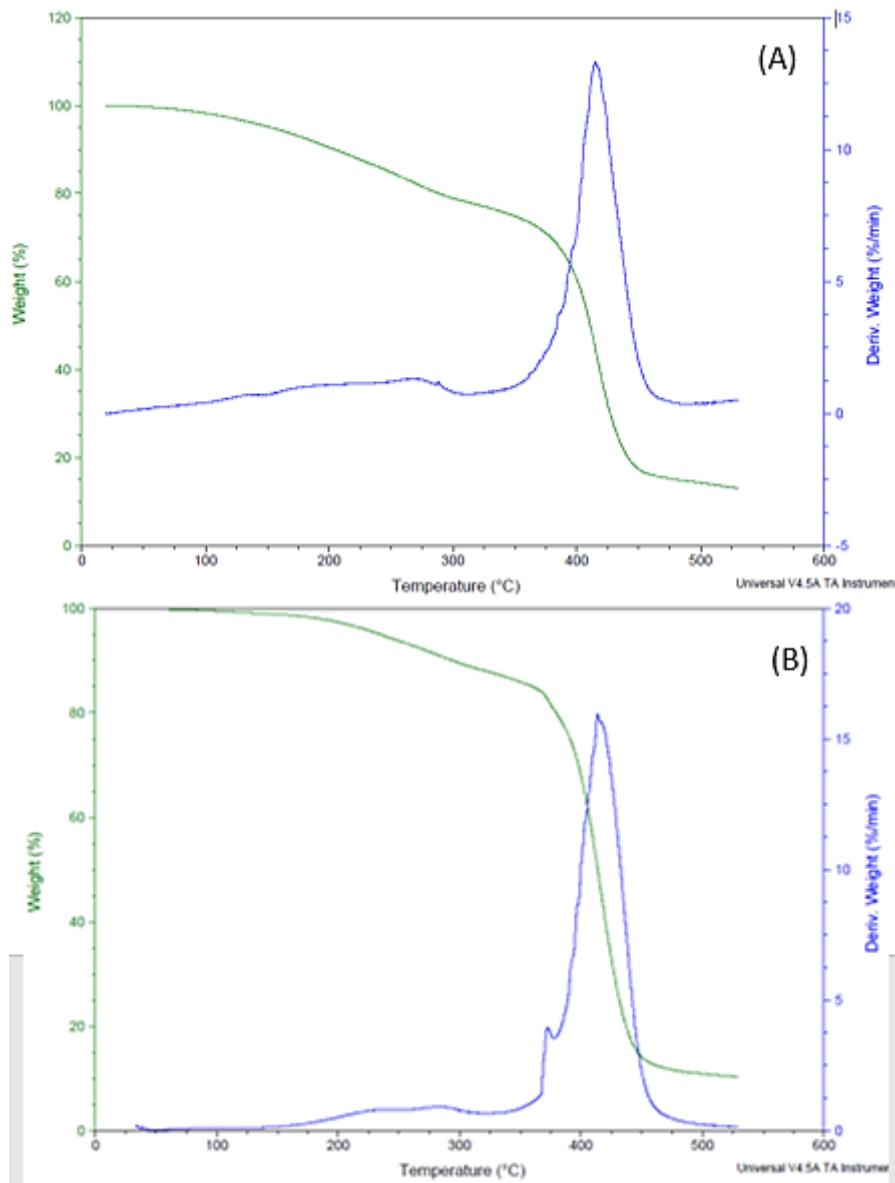 (A)
120
100
80
60
40
20
0
Weight (%)
15
10
5
0
-5
Deriv. Weight (%/min)
0 100 200 300 400 500 600
Temperature (°C)
Universal V4.5A TA Instrumen
(B)
100
80
60
40
20
0
Weight (%)
20
15
10
5
0
Deriv. Weight (%/min)
0 100 200 300 400 500 600
Temperature (°C)
Universal V4.5A TA Instrumen